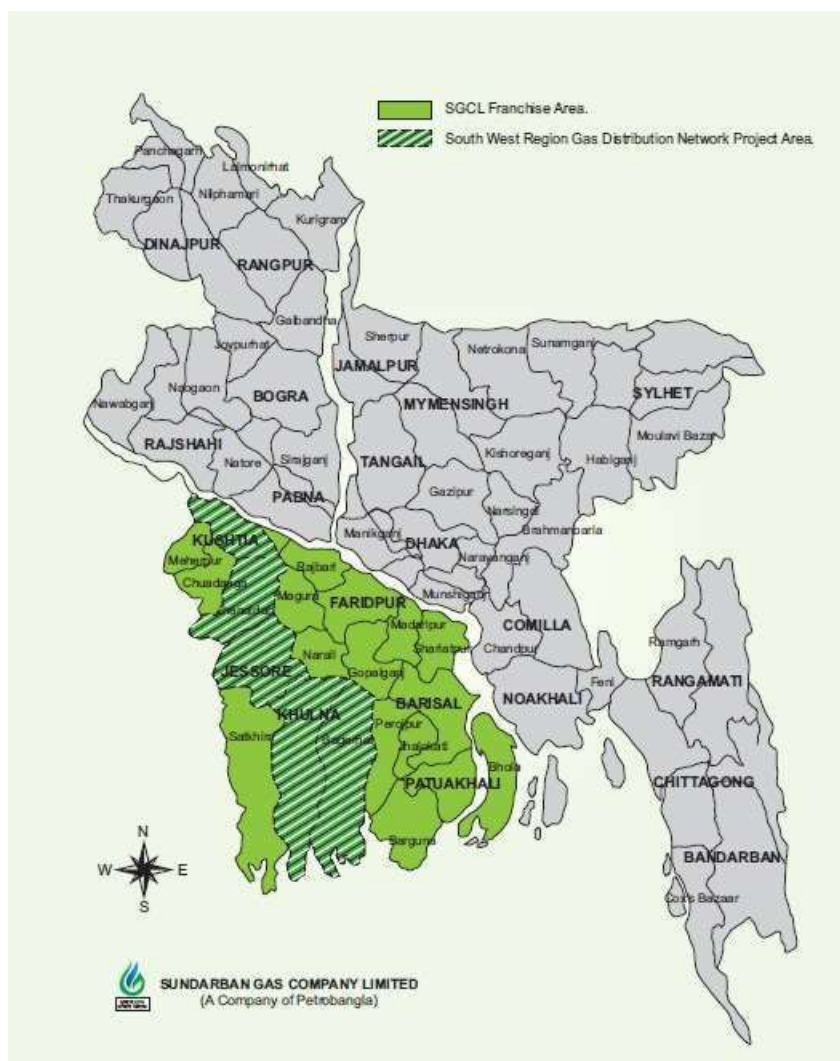 SGCL Franchise Area.
South West Region Gas Distribution Network Project Area.
Panchagarh
Lalmonirhat
Thakurgaon
Nilphamari
Kurigram
DINAJPUR
RANGPUR
Gaibandha
Joypurhat
Sherpur
Netrokona
Sunamganj
JAMALPUR
Nawabganj
Naogaon
BOGRA
MYMENSINGH
SYLHET
RAJSHAHI
Natore
Sirajganj
TANGAIL
Kishoreganj
Habiganj
Moulavi Bazar
PABNA
Gazipur
Narsingdi
Manikganj
DHAKA
Brahmanbaria
Narayanganj
KUSHTIA
Meherpur
Chuadanga
Rajbari
Magura
FARIDPUR
Munshiganj
Madaripur
Shariatpur
COMILLA
Chandpur
Ramgarh
Narail
Gopalganj
JESSORE
BARISAL
NOAKHALI
Feni
RANGAMATI
KHULNA
Satkhira
Bagerhat
Perojpur
Jhalokati
Bhola
PATUAKHALI
CHITTAGONG
Barguna
BANDARBAN
Cox's Bazaar
N
W
E
S
SUNDARBAN GAS COMPANY LIMITED
(A Company of Petrobangla)